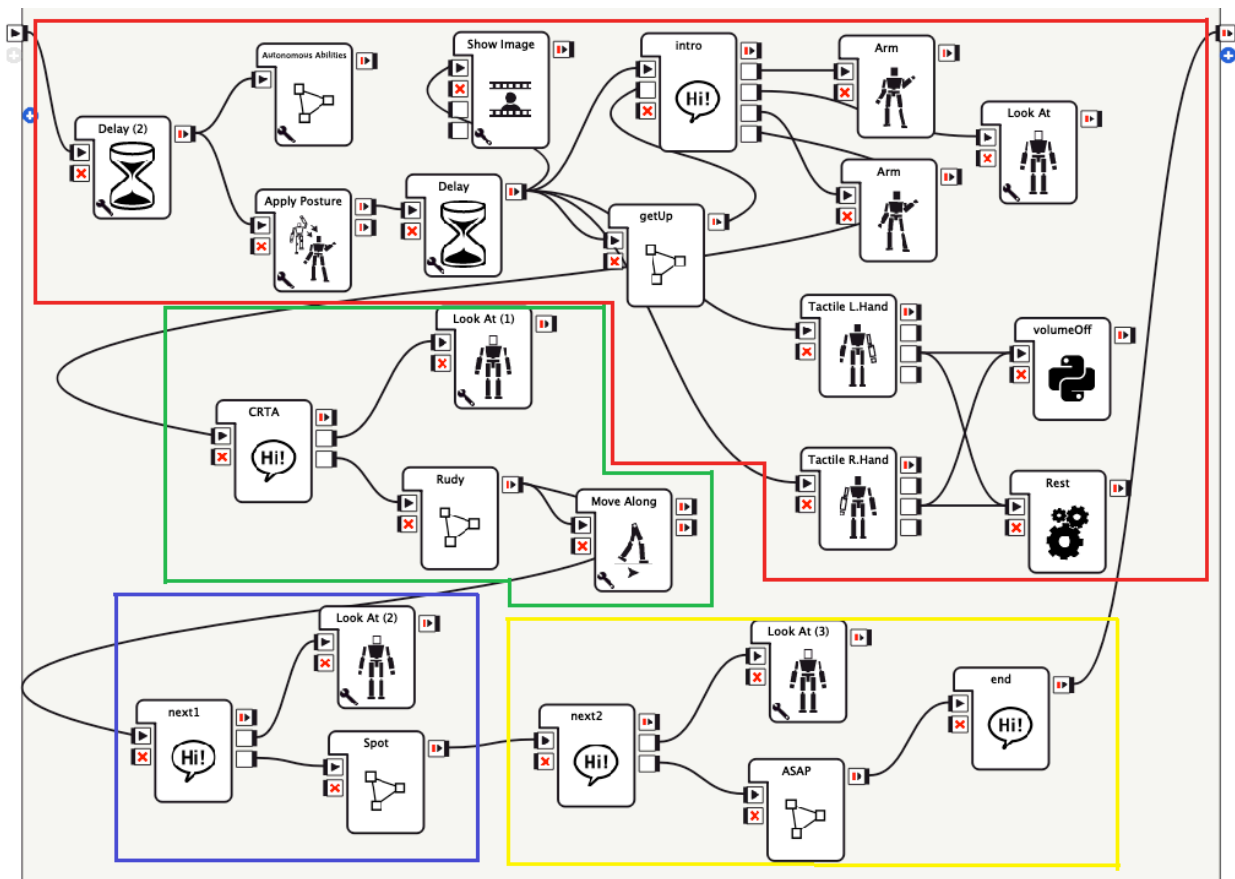 Autonomous Abilities
Show Image
intro
Hi!
Arm
Delay (2)
Look At
Apply Posture
Delay
getUp
Arm
Tactile L.Hand
volumeOff
Look At (1)
CRTA
Hi!
Rudy
Move Along
Tactile R.Hand
Rest
Look At (2)
next1
Hi!
Spot
Look At (3)
next2
Hi!
ASAP
end
Hi!